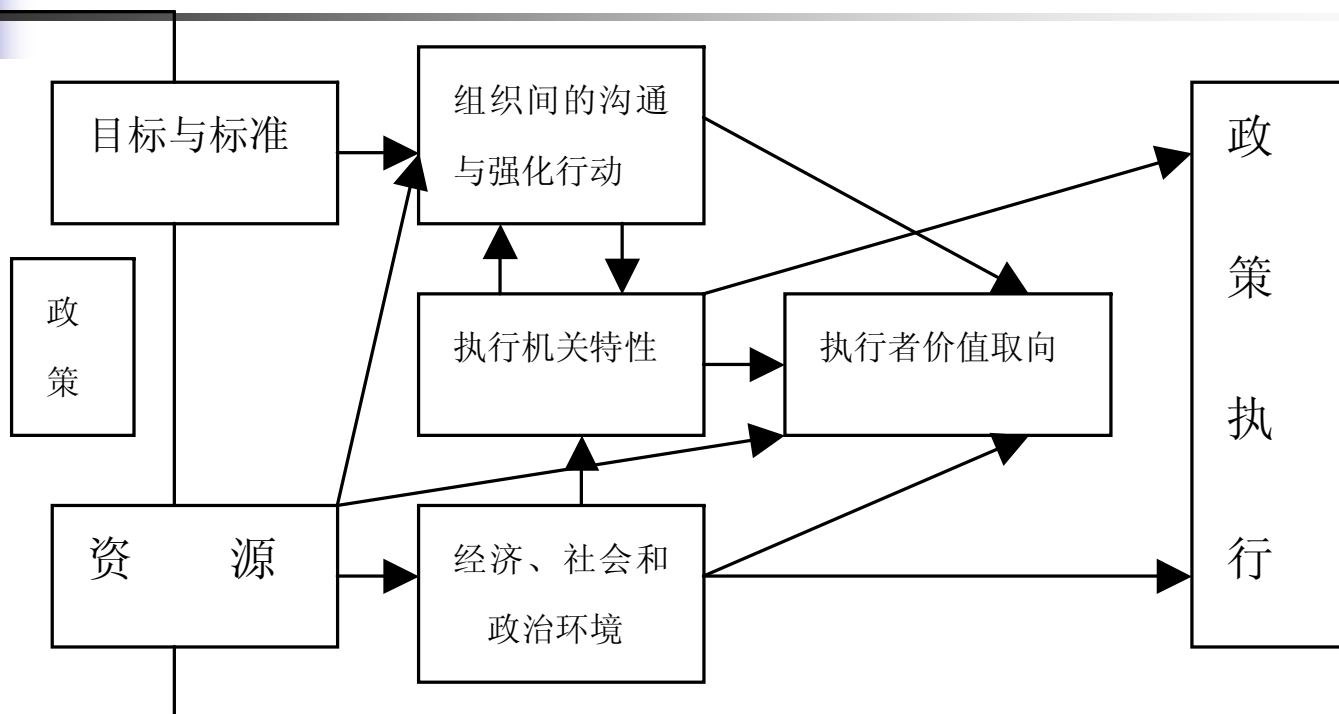 目标与标准
组织间的沟通
与强化行动
政
策
执行机关特性
执行者价值取向
资 源
经济、社会和
政治环境
政
策
执
行